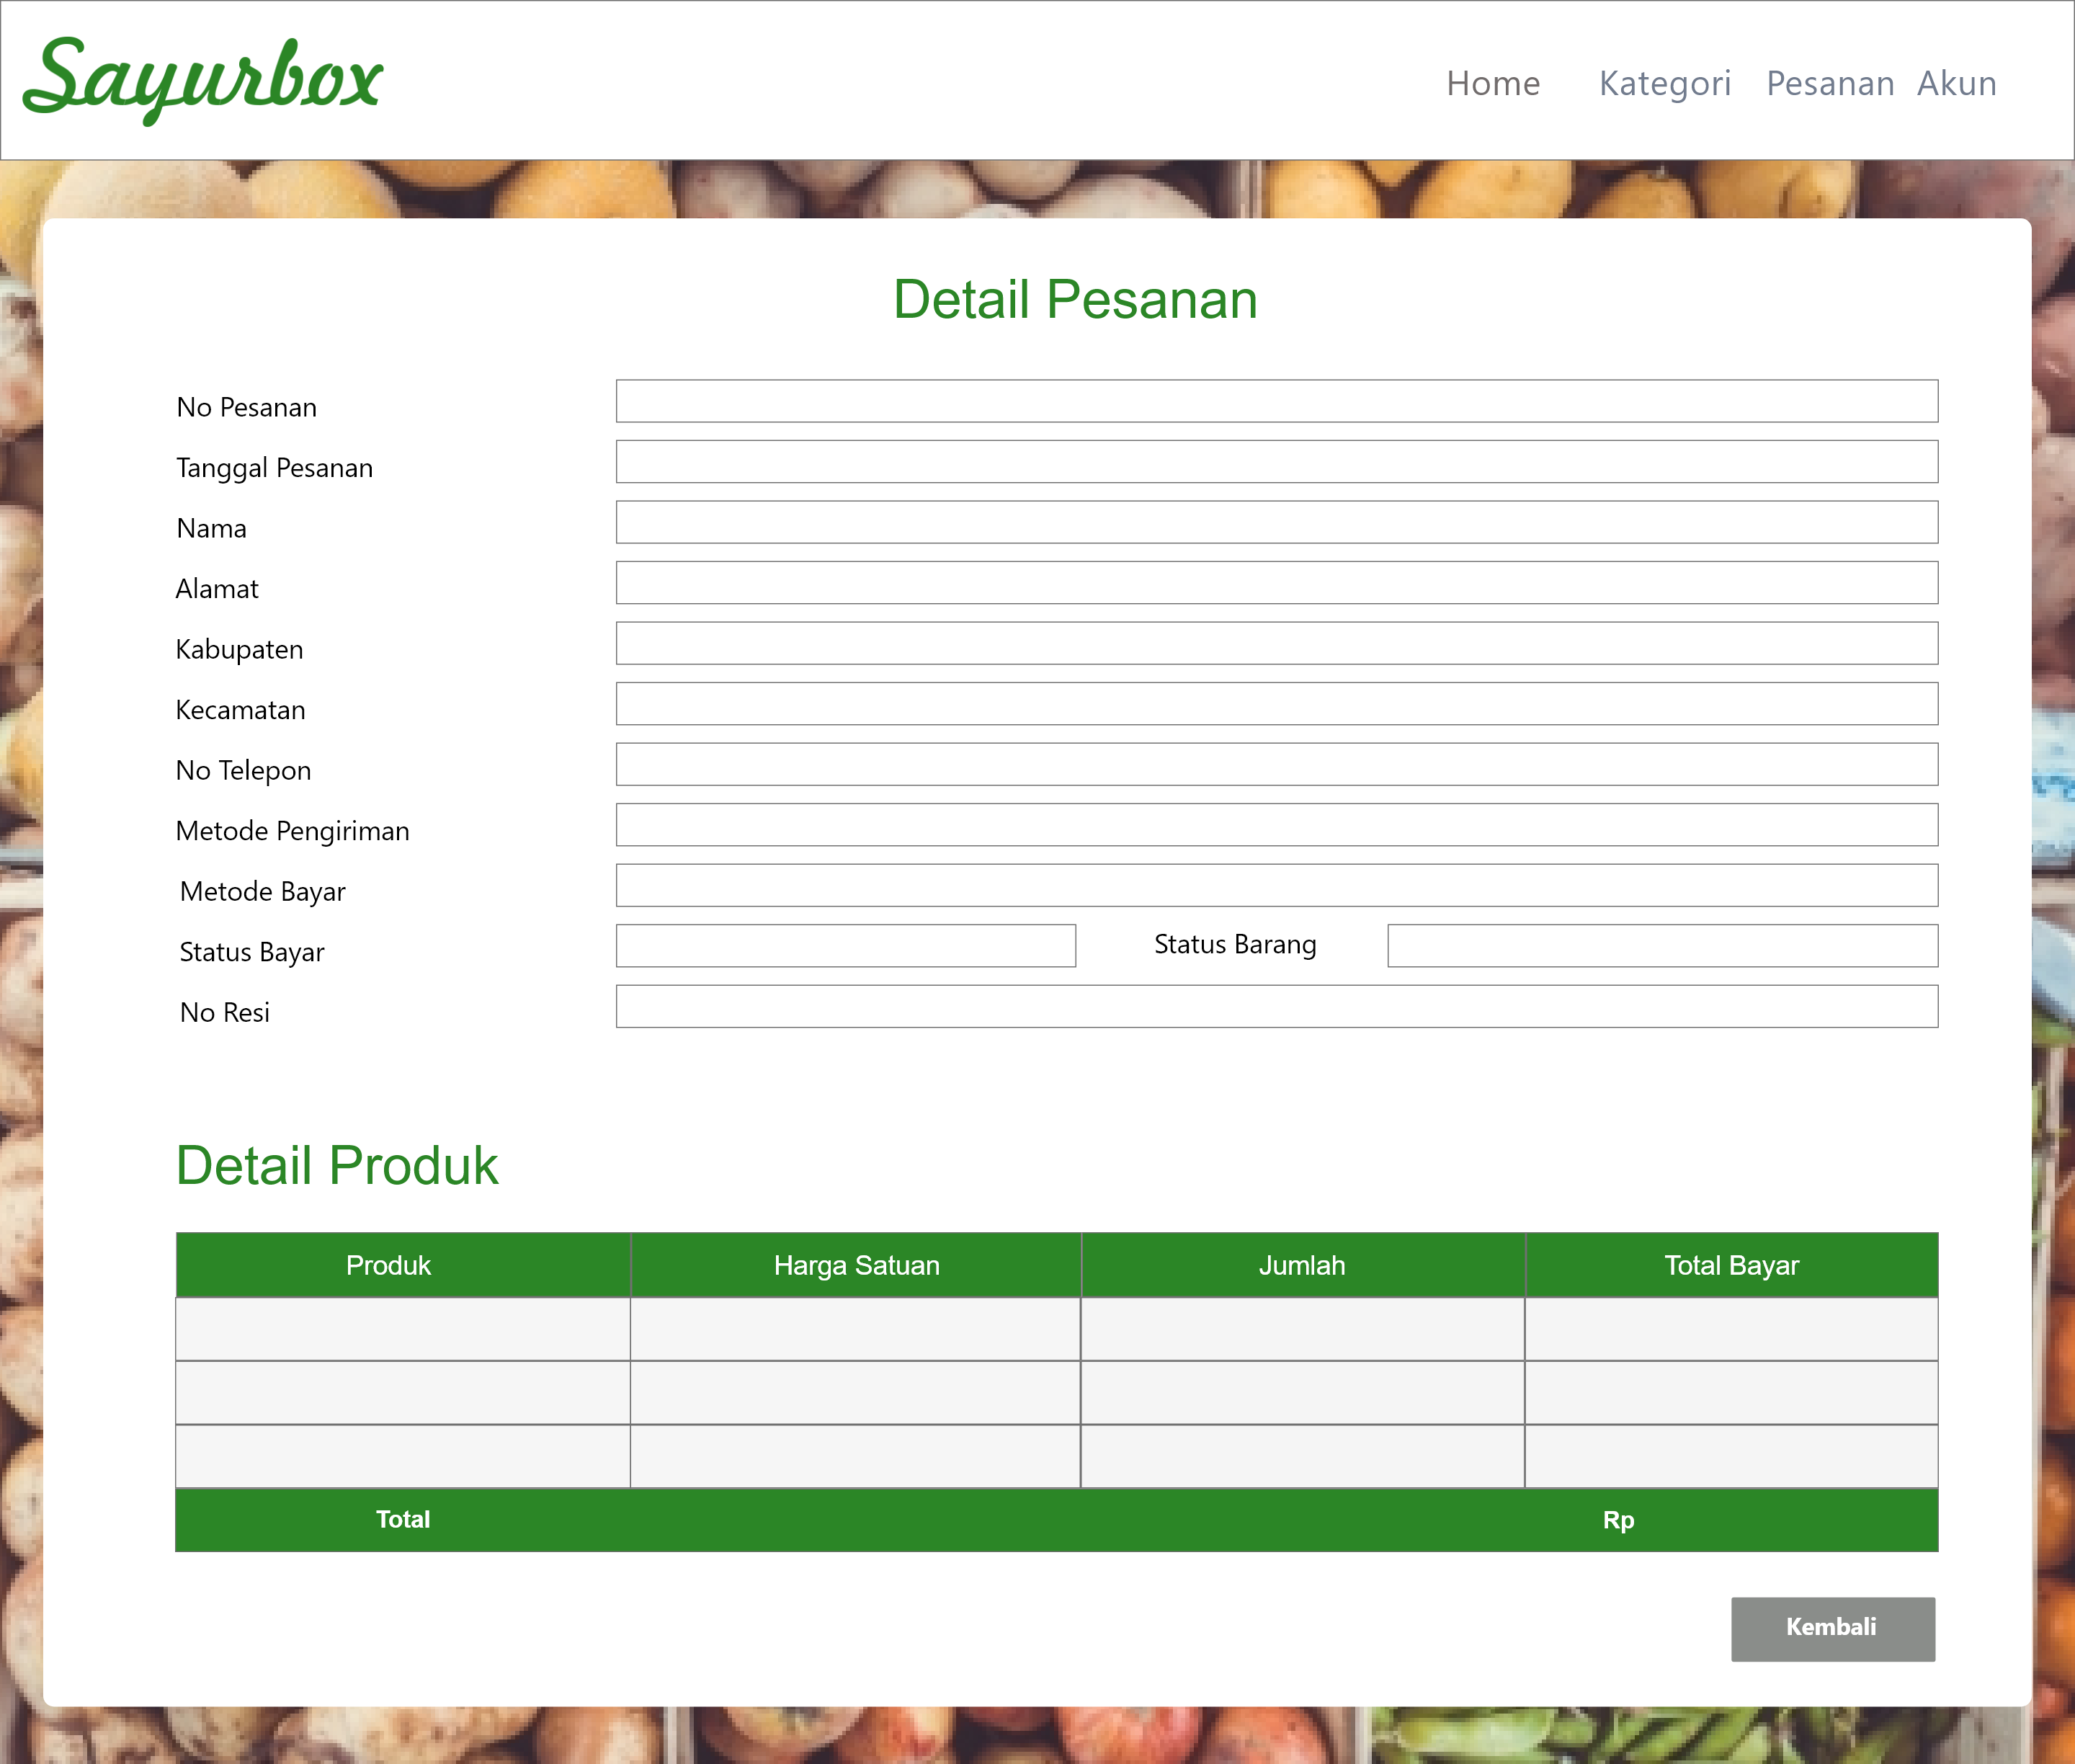 Sayurbox
Home Kategori Pesanan Akun
Detail Pesanan
No Pesanan
Tanggal Pesanan
Nama
Alamat
Kabupaten
Kecamatan
No Telepon
Metode Pengiriman
Metode Bayar
Status Bayar Status Barang
No Resi
Detail Produk
Produk Harga Satuan Jumlah Total Bayar
Total Rp
Kembali